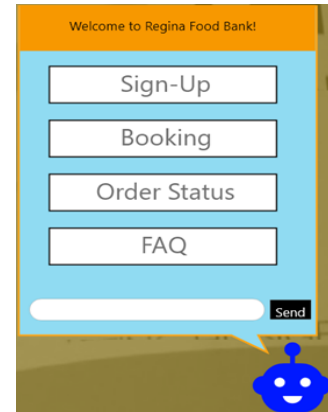 Welcome to Regina Food Bank!
Sign-Up
Booking
Order Status
FAQ
Send